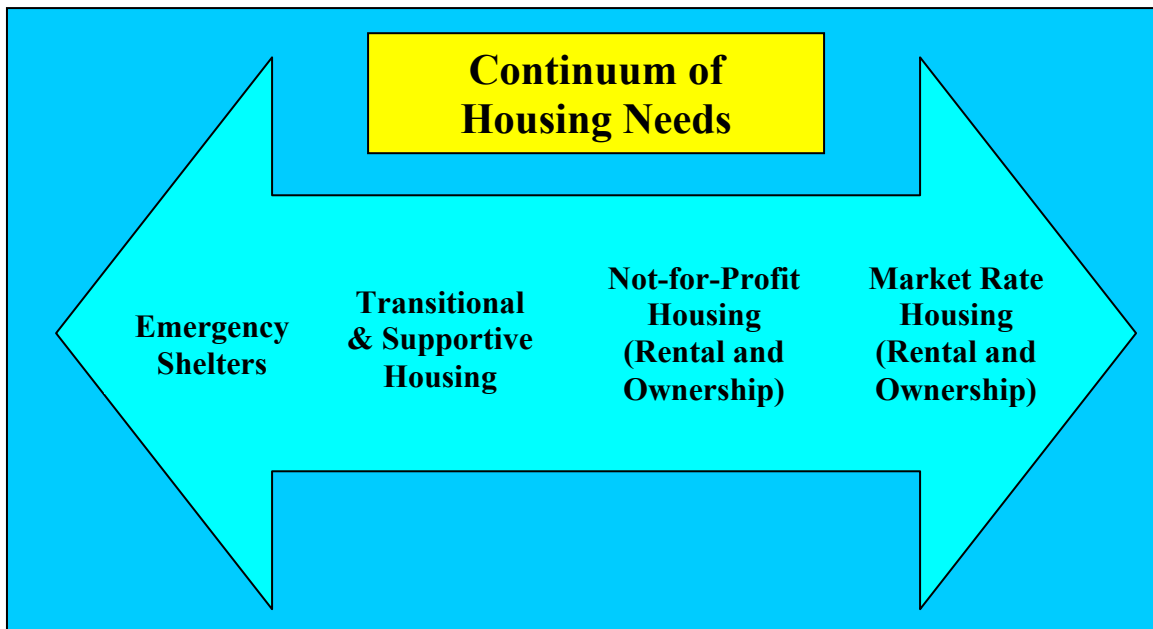 Continuum of
Housing Needs
Emergency
Shelters
Transitional
& Supportive
Housing
Not-for-Profit
Housing
(Rental and
Ownership)
Market Rate
Housing
(Rental and
Ownership)